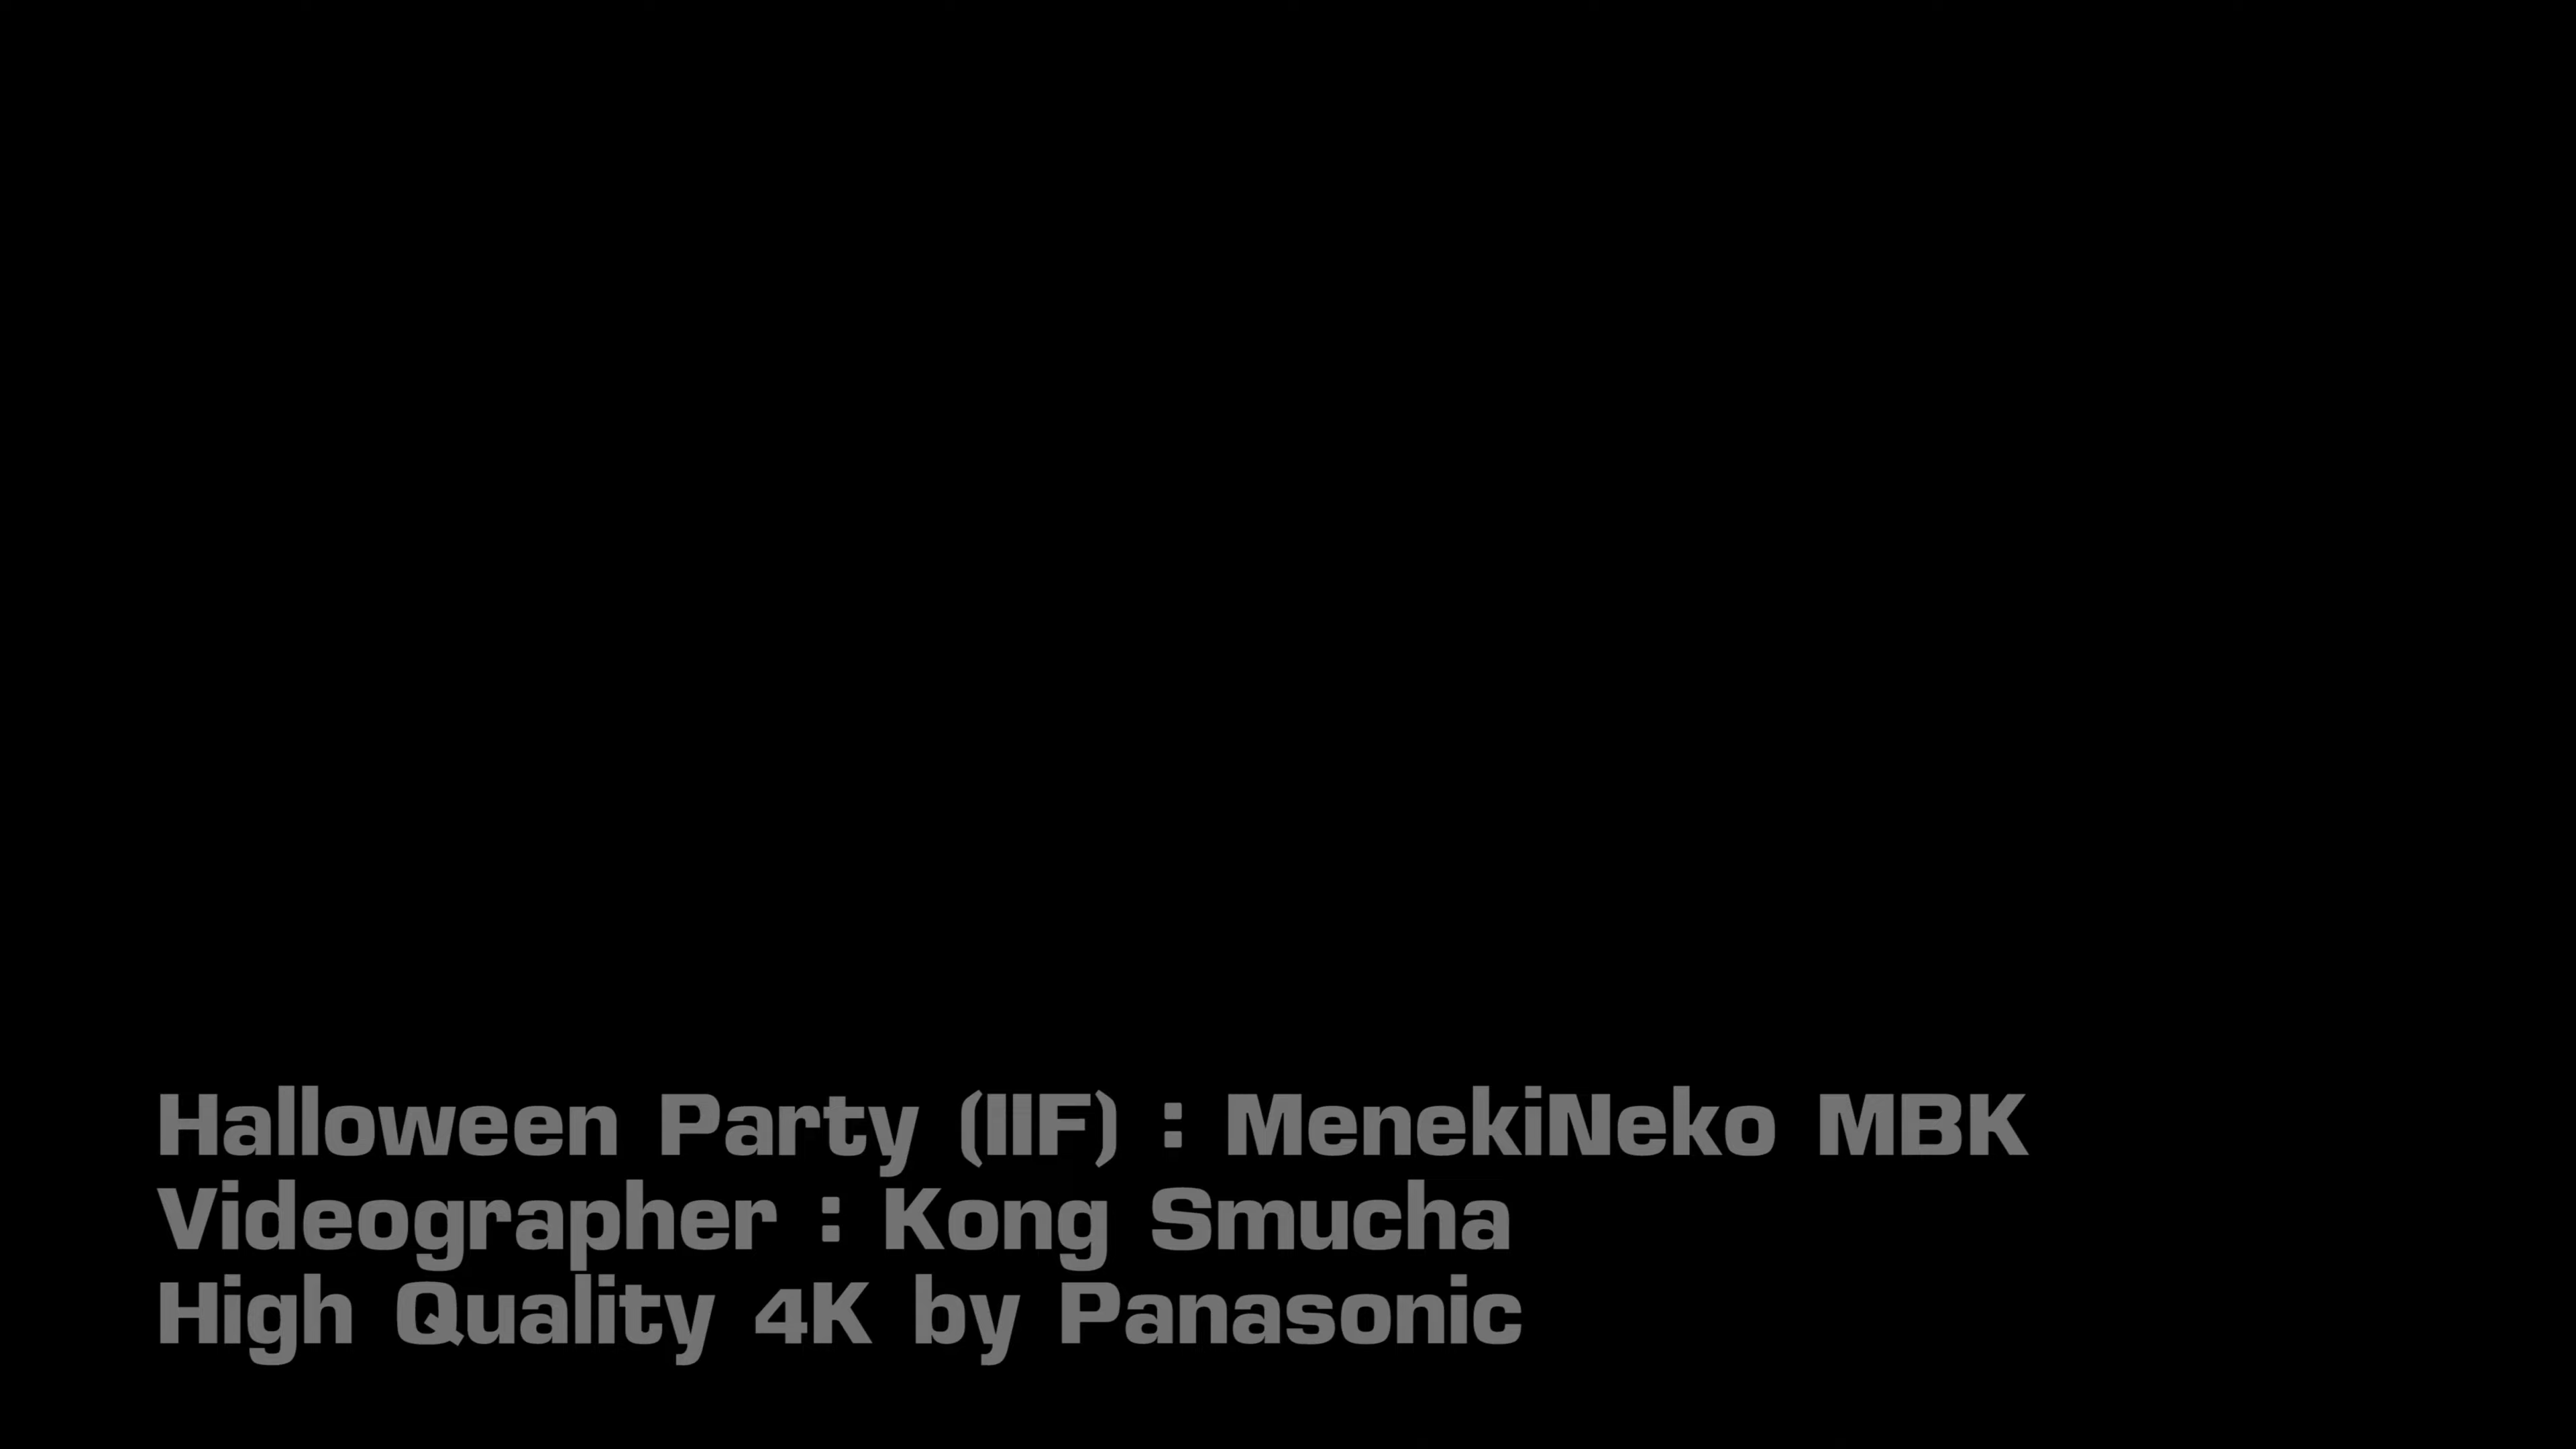 Halloween Party (IIF) : MenekiNeko MBK
Videographer : Kong Smucha
High Quality 4K by Panasonic